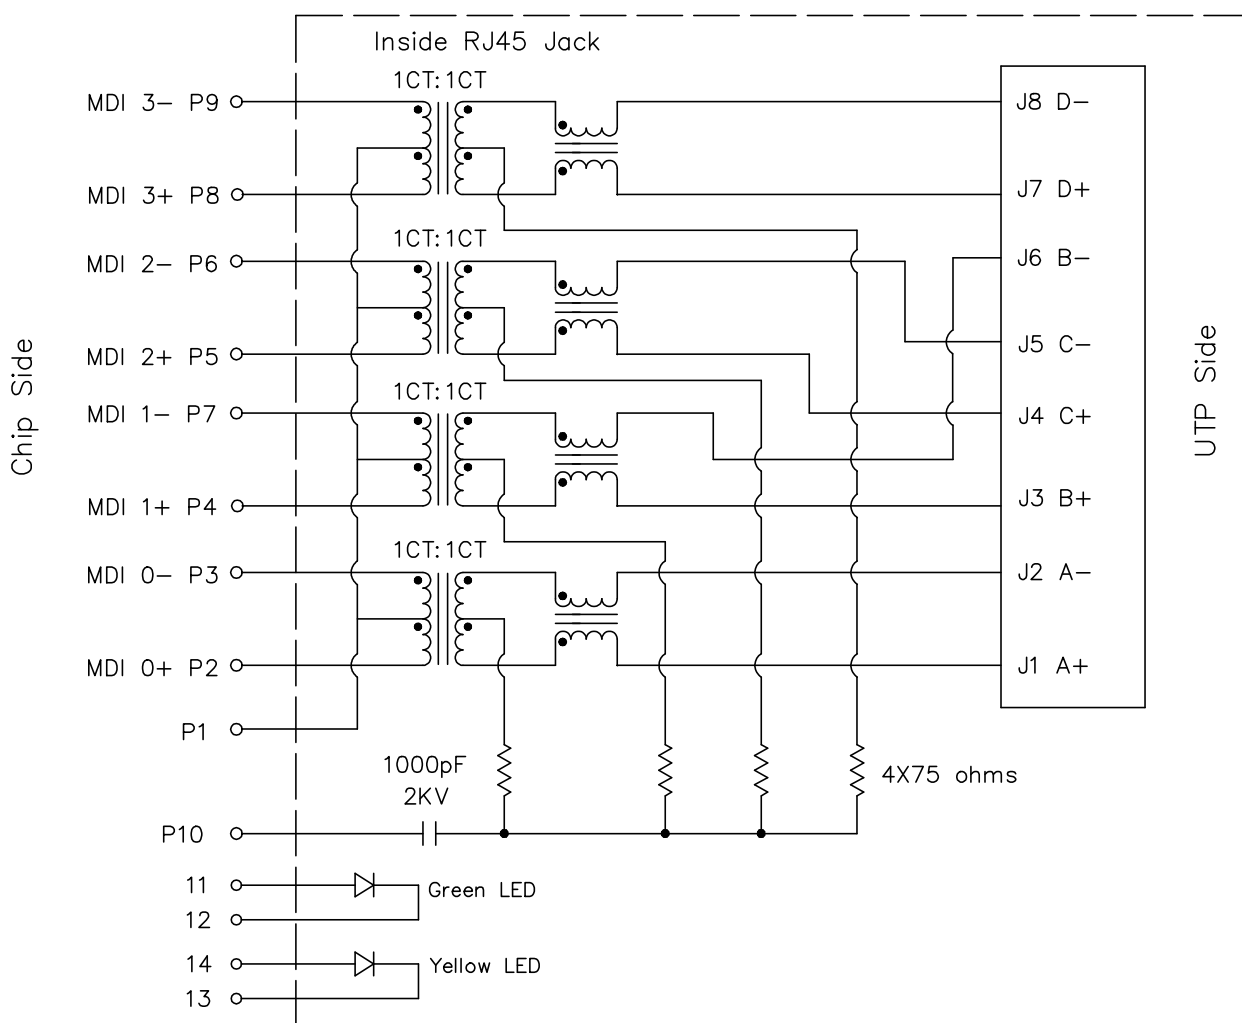 Inside RJ45 Jack
1CT:1CT
MDI 3- P9
J8 D-
MDI 3+ P8
J7 D+
1CT:1CT
MDI 2- P6
J6 B-
Chip Side
UTP Side
J5 C-
MDI 2+ P5
1CT:1CT
MDI 1- P7
J4 C+
MDI 1+ P4
J3 B+
1CT:1CT
MDI 0- P3
J2 A-
MDI 0+ P2
J1 A+
P1
1000pF
2KV
4X75 ohms
P10
11
Green LED
12
14
Yellow LED
13